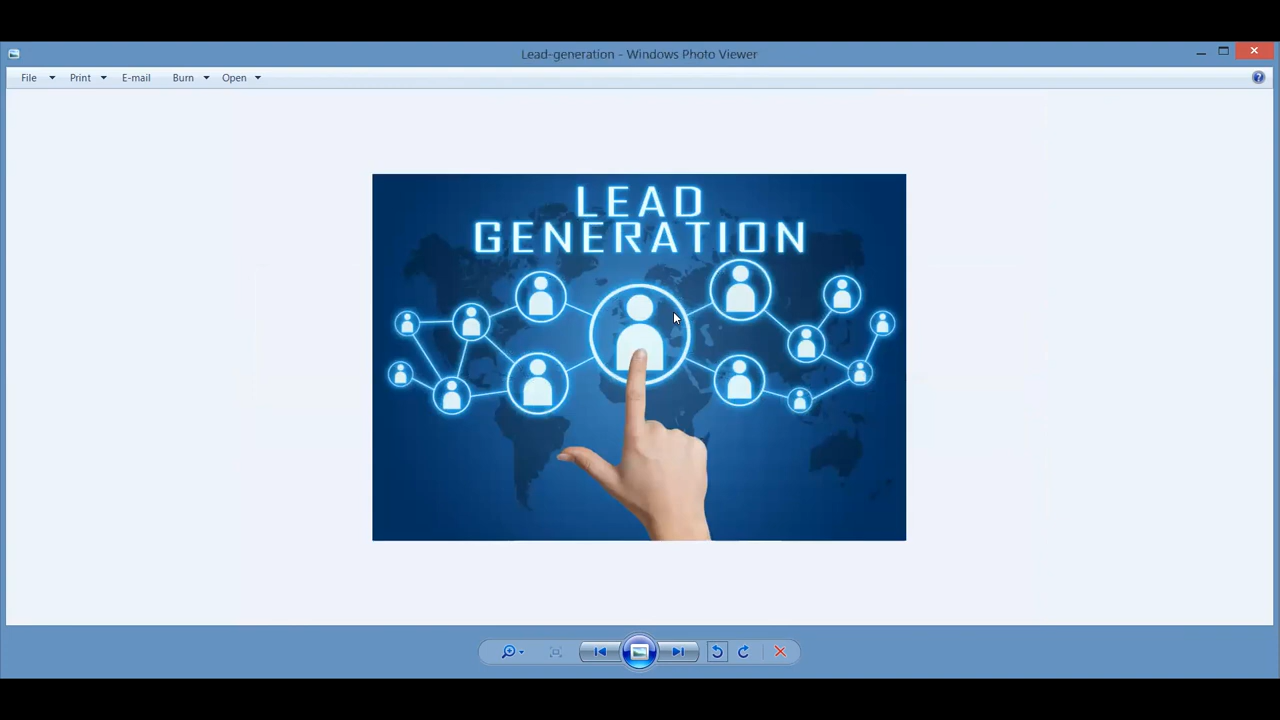 Lead-generation - Windows Photo Viewer
File Print E-mail Burn Open
LEAD
GENERATION